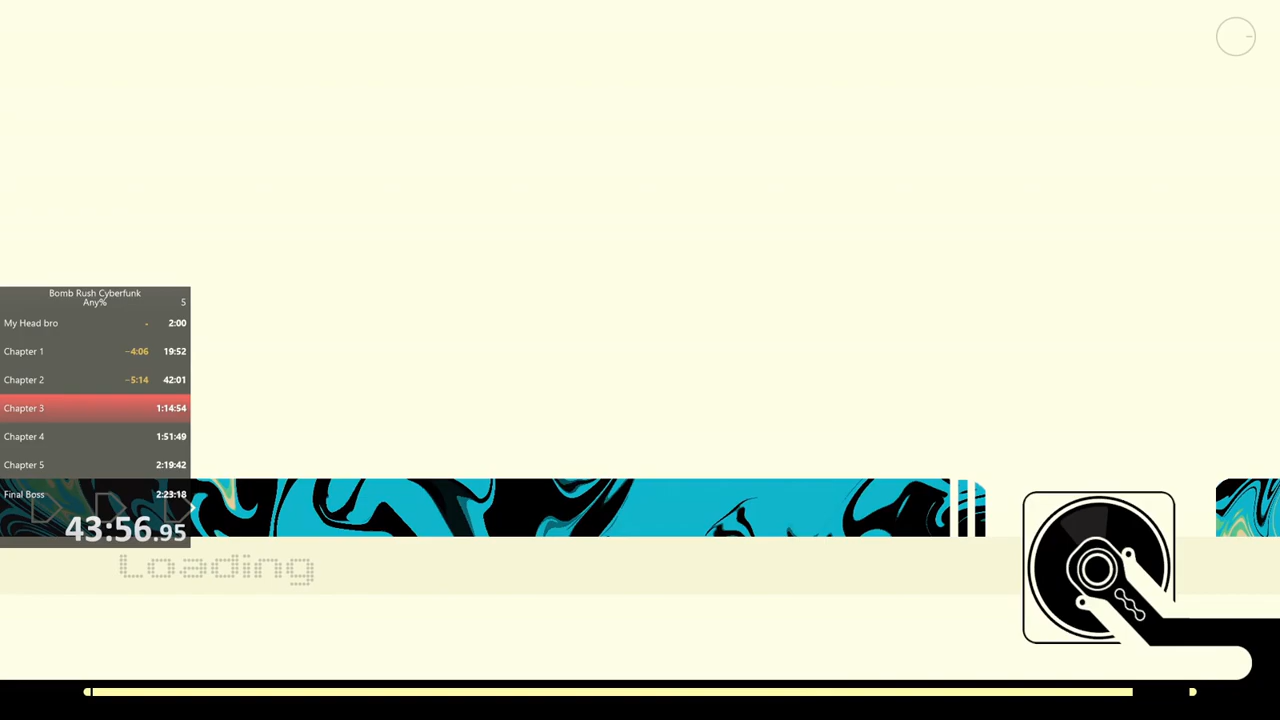 Bomb Rush Cyberfunk
Any% 5
My Head bro - 2:00
Chapter 1 −4:06 19:52
Chapter 2 −5:14 42:01
Chapter 3 1:14:54
Chapter 4 1:51:49
Chapter 5 2:19:42
Final Boss 2:23:18
43:56.95
Loading